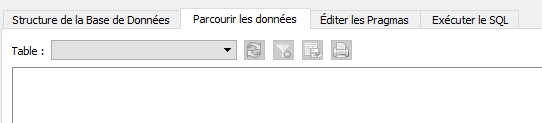 Structure de la Base de Données Parcourir les données Éditer les Pragmas Exécuter le SQL
Table :